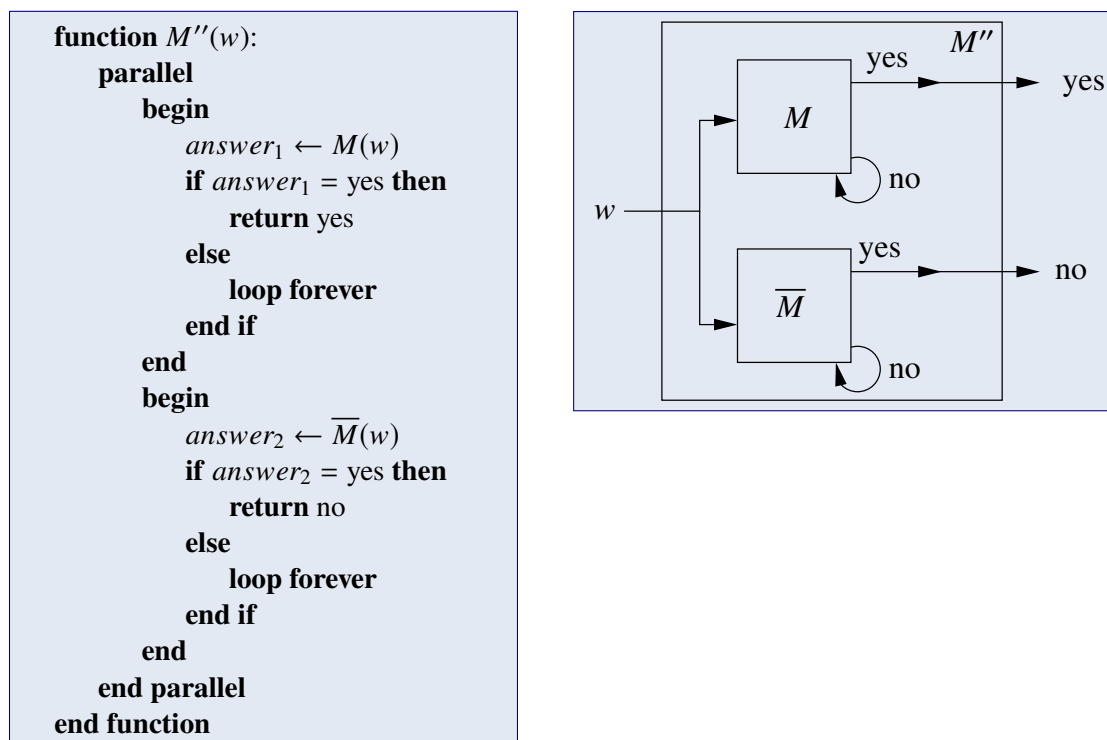 function M′′(w):
parallel
begin
answer₁ ← M(w)
if answer₁ = yes then
return yes
else
loop forever
end if
end
begin
answer₂ ← M̅(w)
if answer₂ = yes then
return no
else
loop forever
end if
end
end parallel
end function
M′′
yes
yes
M
no
w
yes
no
M̅
no